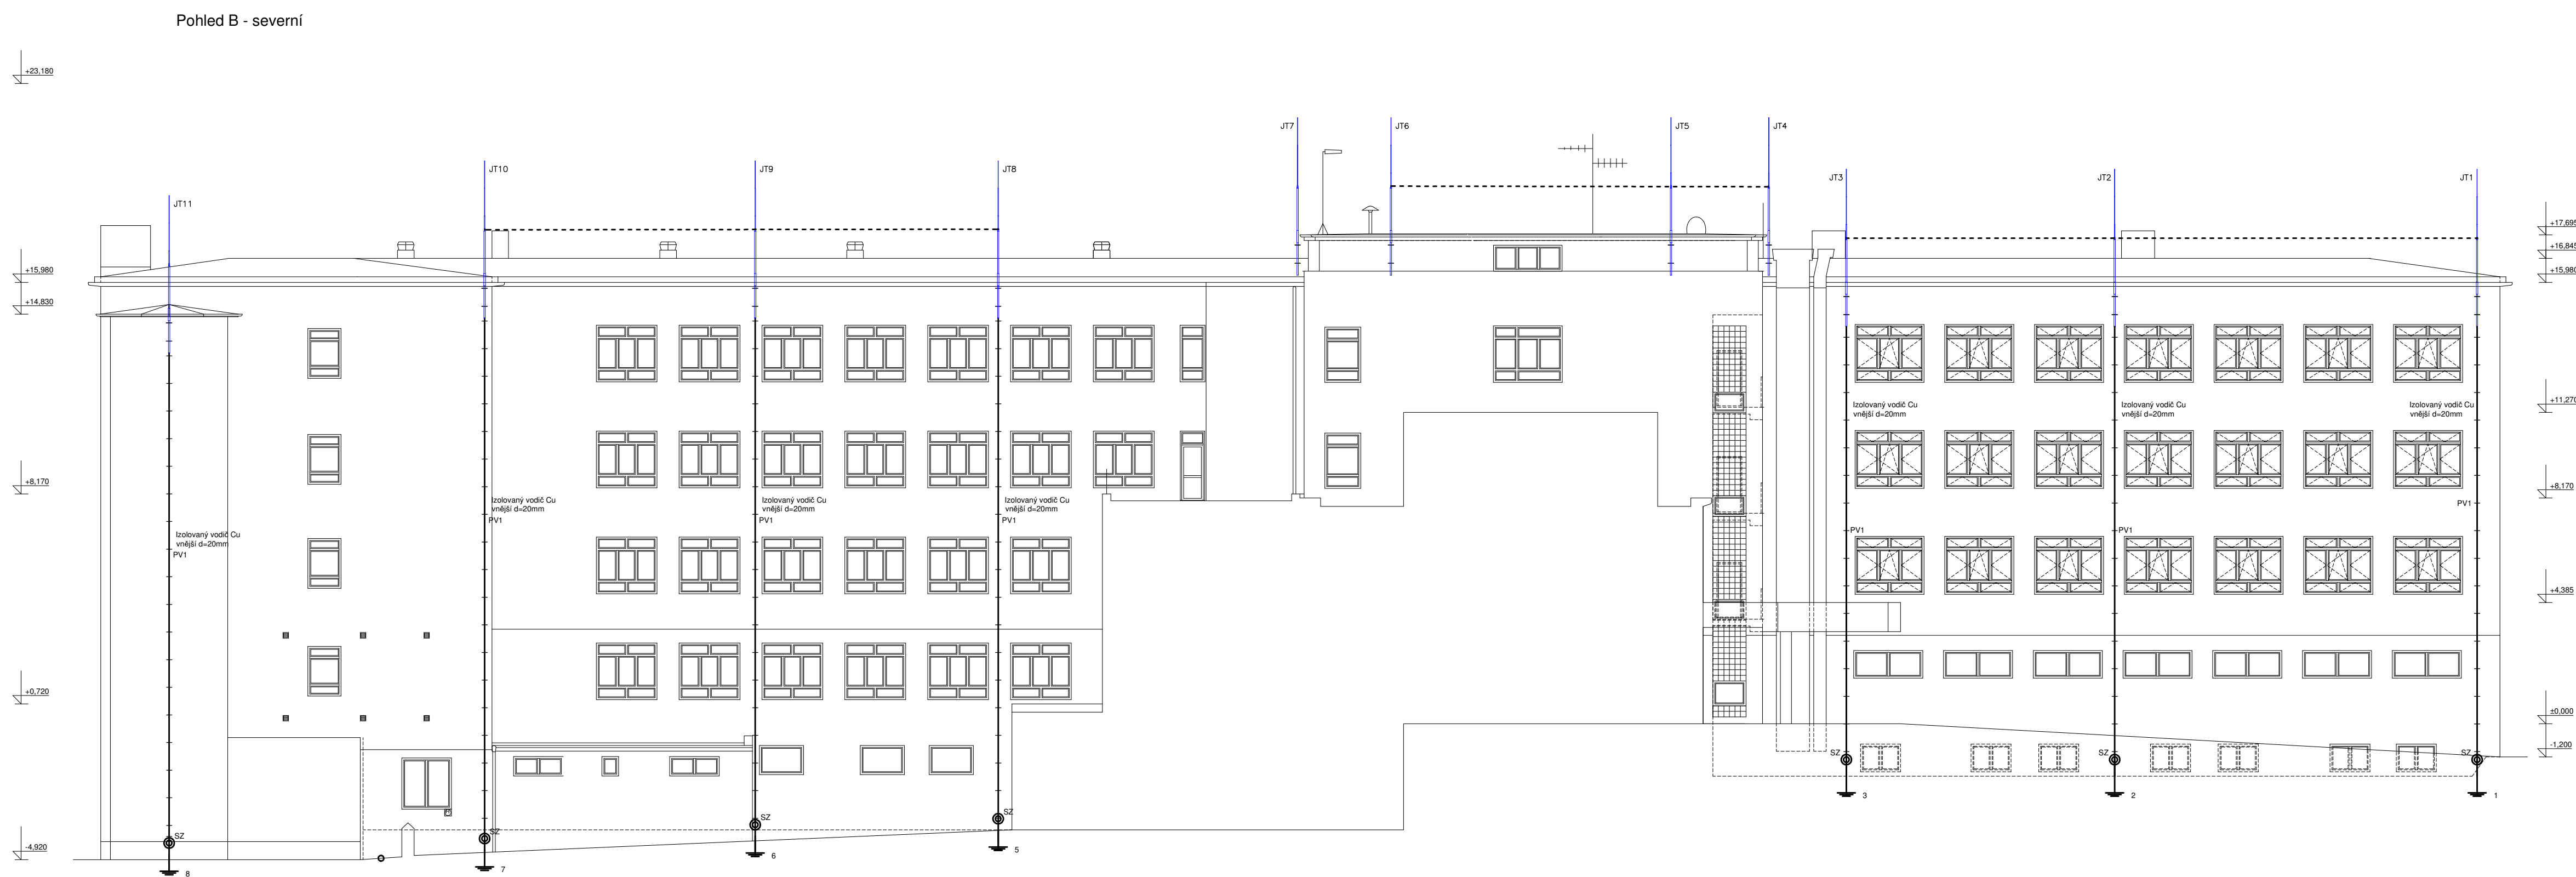 Pohled B - severní
+23,180
JT7
JT6
JT5
JT4
JT10
JT9
JT8
JT3
JT2
JT1
JT11
+17,695
+16,845
+15,980
+15,980
+14,830
Izolovaný vodič Cu
vnější d=20mm
Izolovaný vodič Cu
vnější d=20mm
Izolovaný vodič Cu
vnější d=20mm
+11,270
+8,170
+8,170
Izolovaný vodič Cu
vnější d=20mm
PV1
Izolovaný vodič Cu
vnější d=20mm
PV1
Izolovaný vodič Cu
vnější d=20mm
PV1
PV1
PV1
PV1
Izolovaný vodič Cu
vnější d=20mm
PV1
+4,385
+0,720
±0,000
-1,200
SZ
SZ
SZ
3
2
1
SZ
SZ
SZ
SZ
-4,920
5
6
7
8